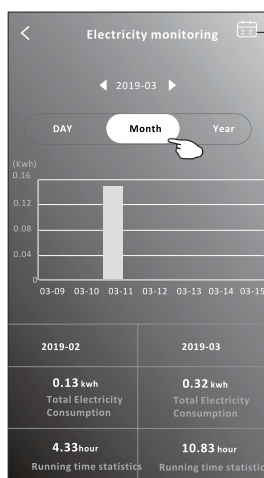 Electricity monitoring
2019-03
DAY Month Year
(Kwh)
0.16
0.12
0.08
0.04
0
03-09 03-10 03-11 03-12 03-13 03-14 03-15
2019-02 2019-03
0.13 kwh 0.32 kwh
Total Electricity Total Electricity
Consumption Consumption
4.33hour 10.83 hour
Running time statistics Running time statistic